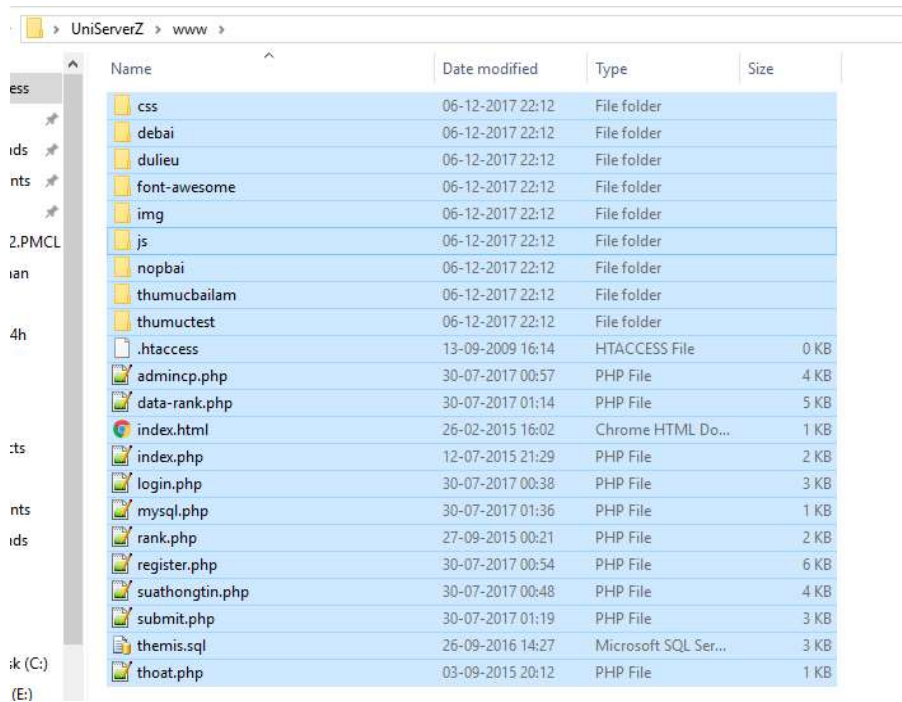 UniServerZ > www >
Name Date modified Type Size
css 06-12-2017 22:12 File folder
debai 06-12-2017 22:12 File folder
dulieu 06-12-2017 22:12 File folder
font-awesome 06-12-2017 22:12 File folder
img 06-12-2017 22:12 File folder
js 06-12-2017 22:12 File folder
nopbai 06-12-2017 22:12 File folder
thumucbailam 06-12-2017 22:12 File folder
thumuctest 06-12-2017 22:12 File folder
.htaccess 13-09-2009 16:14 HTACCESS File 0 KB
admincp.php 30-07-2017 00:57 PHP File 4 KB
data-rank.php 30-07-2017 01:14 PHP File 5 KB
index.html 26-02-2015 16:02 Chrome HTML Do... 1 KB
index.php 12-07-2015 21:29 PHP File 2 KB
login.php 30-07-2017 00:38 PHP File 3 KB
mysql.php 30-07-2017 01:36 PHP File 1 KB
rank.php 27-09-2015 00:21 PHP File 2 KB
register.php 30-07-2017 00:54 PHP File 6 KB
suathongtin.php 30-07-2017 00:48 PHP File 4 KB
submit.php 30-07-2017 01:19 PHP File 3 KB
themis.sql 26-09-2016 14:27 Microsoft SQL Ser... 3 KB
thoat.php 03-09-2015 20:12 PHP File 1 KB
ess
nts
2.PMCL
4h
nts
(C:)
(E:)